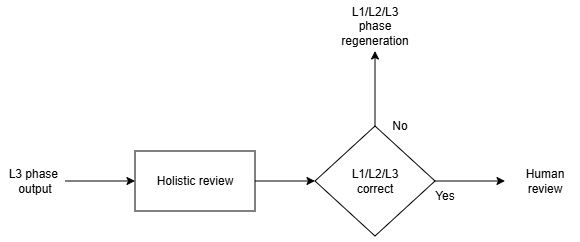 L1/L2/L3
phase
regeneration
No
L3 phase
output
Holistic review
L1/L2/L3
correct
Yes
Human
review